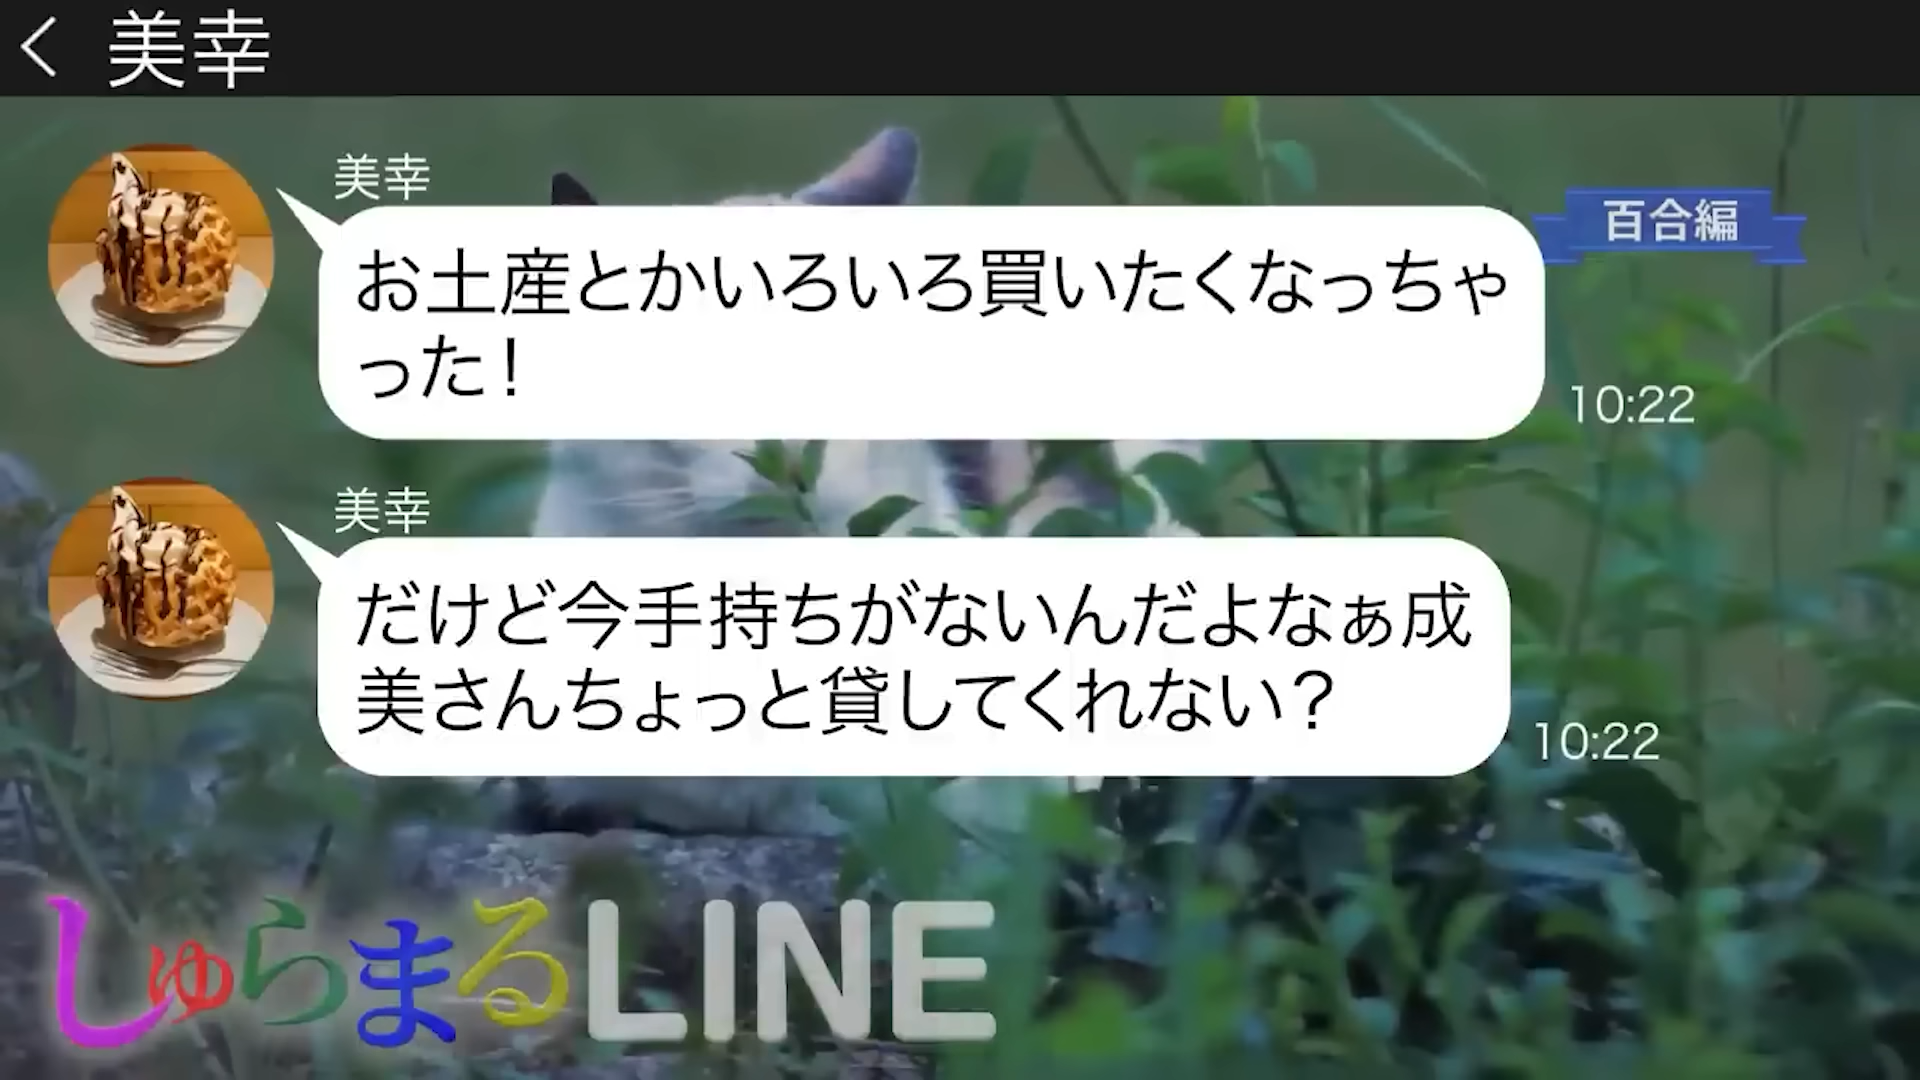 美幸
美幸
百合編
お土産とかいろいろ買いたくなっちゃ
った！
10:22
美幸
だけど今手持ちがないんだよなぁ成
美さんちょっと貸してくれない？
10:22
しゅらまるLINE